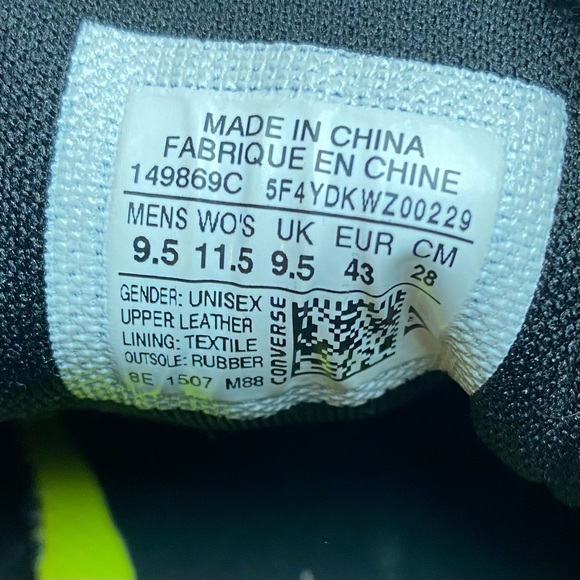 MADE IN CHINA
FABRIQUE EN CHINE
149869C 5F4YDKWZ00229
MENS WO'S UK EUR CM
9.5 11.5 9.5 43 28
GENDER: UNISEX
UPPER LEATHER
LINING: TEXTILE
OUTSOLE: RUBBER
8E 1507 M88
CONVERSE